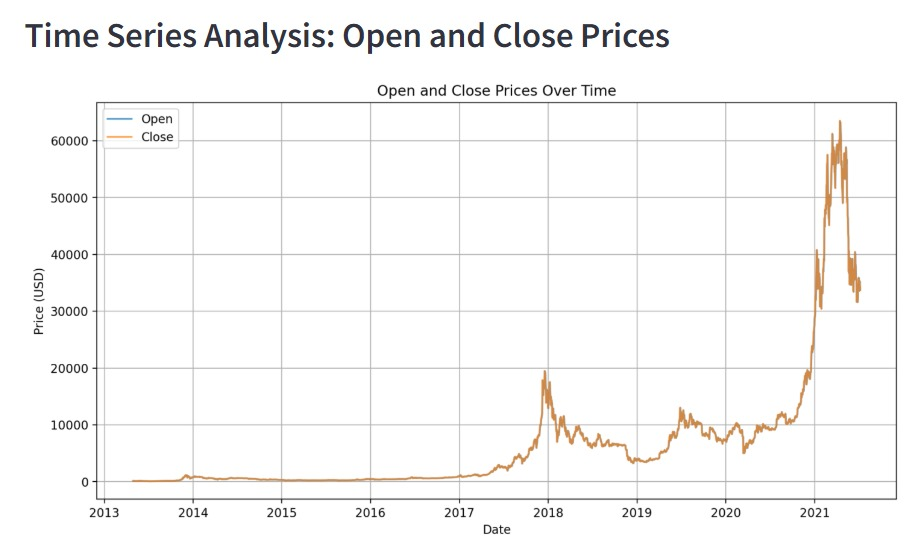 Time Series Analysis: Open and Close Prices
Open and Close Prices Over Time
Open
Close
60000
50000
40000
30000
20000
10000
0
Price (USD)
2013 2014 2015 2016 2017 2018 2019 2020 2021
Date